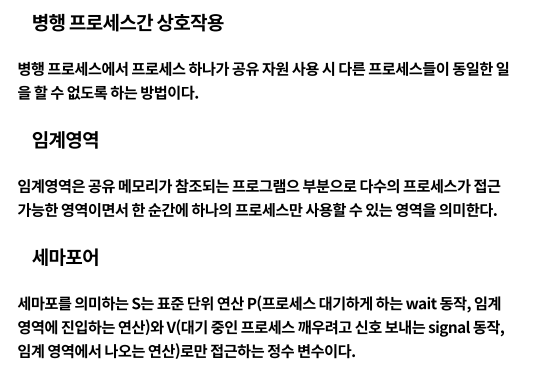 병행 프로세스간 상호작용
병행 프로세스에서 프로세스 하나가 공유 자원 사용 시 다른 프로세스들이 동일한 일
을 할 수 없도록 하는 방법이다.
임계영역
임계영역은 공유 메모리가 참조되는 프로그램으 부분으로 다수의 프로세스가 접근
가능한 영역이면서 한 순간에 하나의 프로세스만 사용할 수 있는 영역을 의미한다.
세마포어
세마포를 의미하는 S는 표준 단위 연산 P(프로세스 대기하게 하는 wait 동작, 임계
영역에 진입하는 연산)와 V(대기 중인 프로세스 깨우려고 신호 보내는 signal 동작,
임계 영역에서 나오는 연산)로만 접근하는 정수 변수이다.